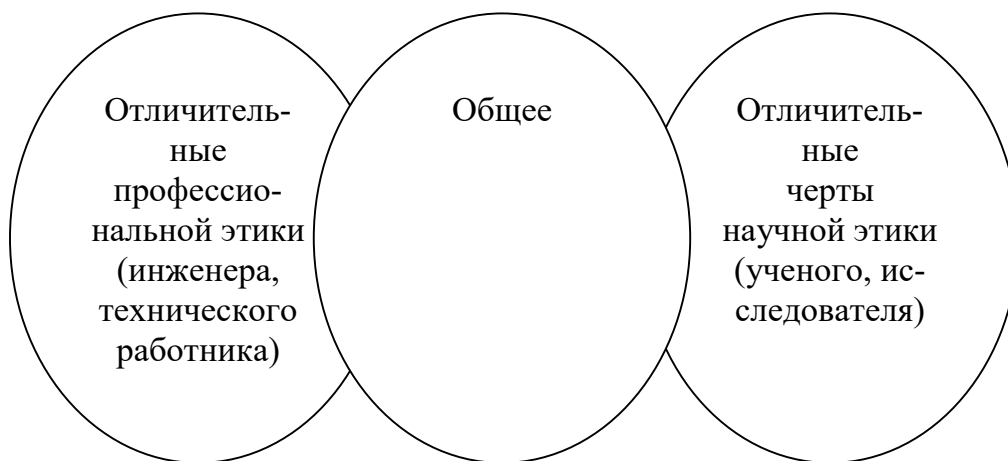 Отличитель-
ные
профессио-
нальной этики
(инженера,
технического
работника)
Общее
Отличитель-
ные
черты
научной этики
(ученого, ис-
следователя)